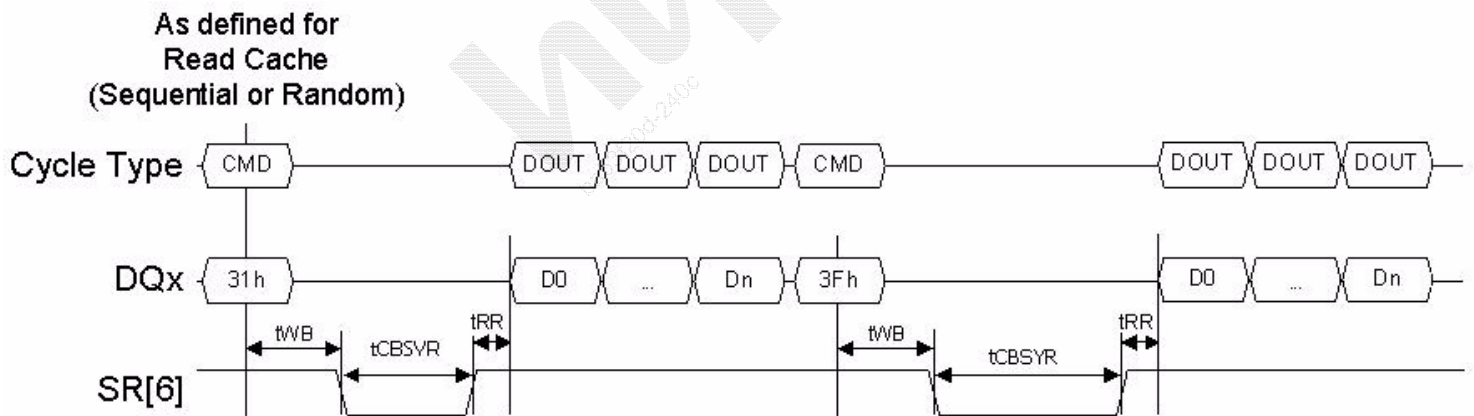 As defined for
Read Cache
(Sequential or Random)
Cycle Type CMD DOUT DOUT DOUT CMD DOUT DOUT DOUT
DQx 31h D0 ... Dn 3Fh D0 ... Dn
tWB tCBSYR tRR tWB tCBSYR tRR
SR[6]